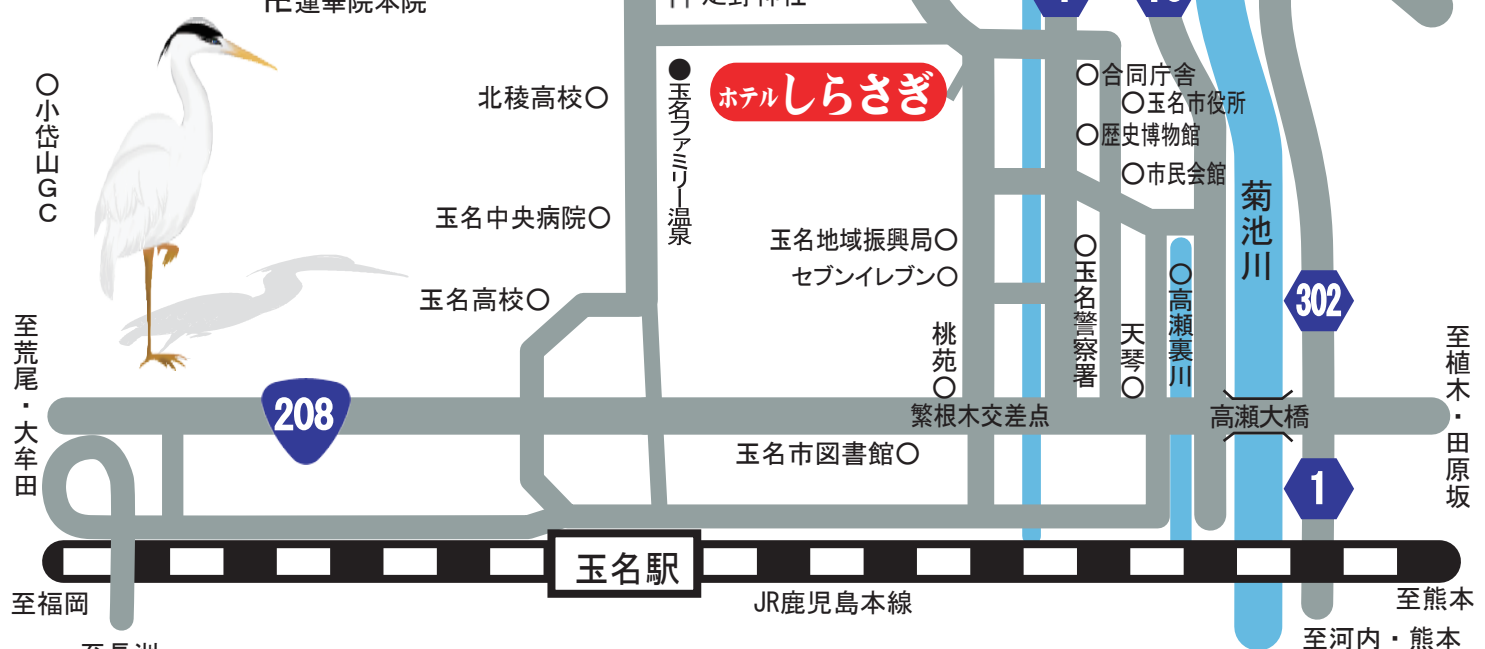 蓮華院本院
小岱山GC
北稜高校
玉名ファミリー温泉
ホテルしらさぎ
合同庁舎
玉名市役所
歴史博物館
市民会館
玉名中央病院
玉名地域振興局
セブンイレブン
菊池川
玉名高校
桃苑
玉名警察署
天琴
高瀬裏川
302
至荒尾・大牟田
208
繁根木交差点
高瀬大橋
至植木・田原坂
玉名市図書館
1
玉名駅
至福岡
JR鹿児島本線
至熊本
至河内・熊本